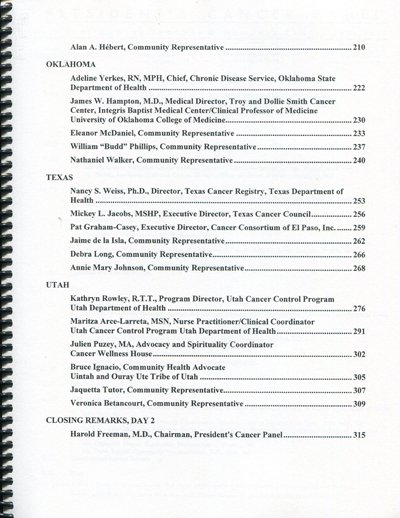 Alan A. Hébert, Community Representative ........ 210
OKLAHOMA
Adeline Yerkes, RN, MPH, Chief, Chronic Disease Service, Oklahoma State
Department of Health ........ 222
James W. Hampton, M.D., Medical Director, Troy and Dollie Smith Cancer
Center, Integris Baptist Medical Center/Clinical Professor of Medicine
University of Oklahoma College of Medicine ........ 230
Eleanor McDaniel, Community Representative ........ 233
William “Budd” Phillips, Community Representative ........ 237
Nathaniel Walker, Community Representative ........ 240
TEXAS
Nancy S. Weiss, Ph.D., Director, Texas Cancer Registry, Texas Department of
Health ........ 253
Mickey L. Jacobs, MSHP, Executive Director, Texas Cancer Council ........ 256
Pat Graham-Casey, Executive Director, Cancer Consortium of El Paso, Inc. ....... 259
Jaime de la Isla, Community Representative ........ 262
Debra Long, Community Representative ........ 266
Annie Mary Johnson, Community Representative ........ 268
UTAH
Kathryn Rowley, R.T.T., Program Director, Utah Cancer Control Program
Utah Department of Health ........ 276
Maritza Arce-Larreta, MSN, Nurse Practitioner/Clinical Coordinator
Utah Cancer Control Program Utah Department of Health ........ 291
Julien Puzey, MA, Advocacy and Spirituality Coordinator
Cancer Wellness House ........ 302
Bruce Ignacio, Community Health Advocate
Uintah and Ouray Ute Tribe of Utah ........ 305
Jaquetta Tutor, Community Representative ........ 307
Veronica Betancourt, Community Representative ........ 309
CLOSING REMARKS, DAY 2
Harold Freeman, M.D., Chairman, President's Cancer Panel ........ 315